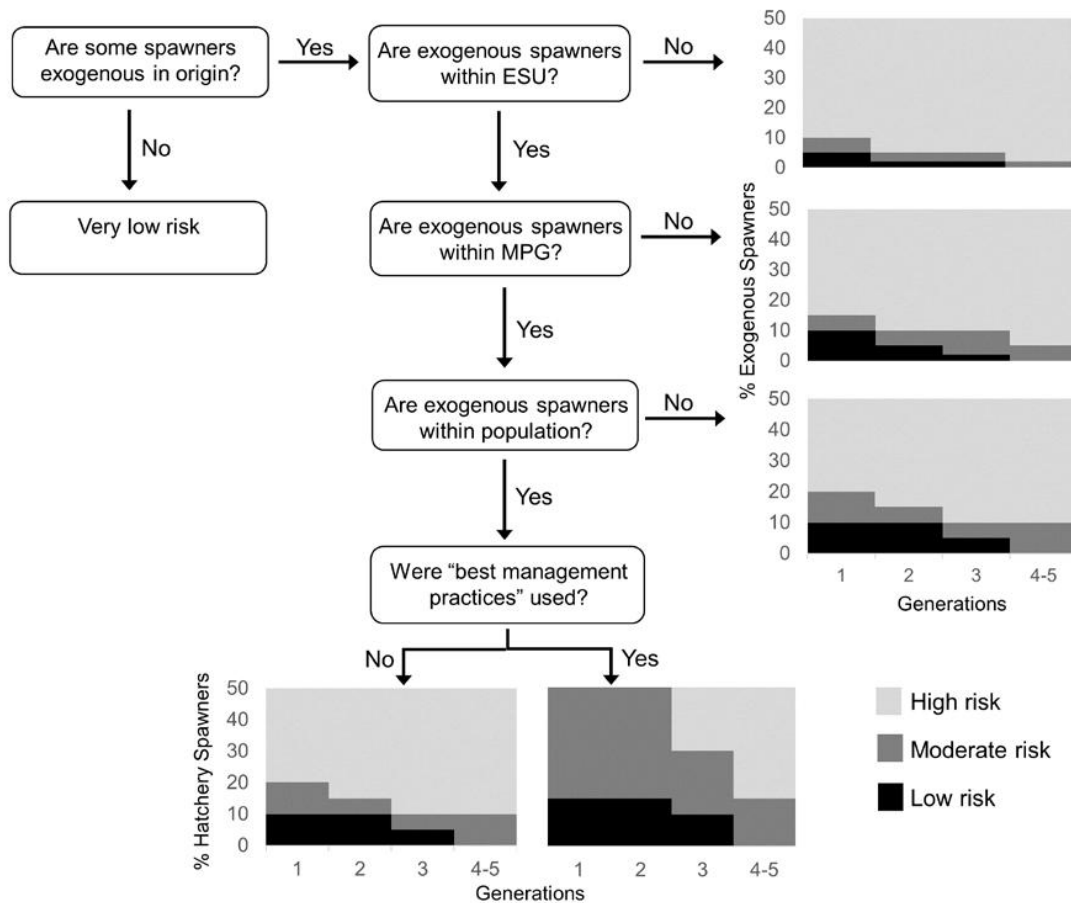 Are some spawners
exogenous in origin?
Yes
Are exogenous spawners
within ESU?
No
50
40
30
20
10
0
No
Yes
Very low risk
Are exogenous spawners
within MPG?
No
% Exogenous Spawners
50
40
30
20
10
0
Yes
Are exogenous spawners
within population?
No
50
40
30
20
10
0
1
2
3
4-5
Generations
Yes
Were “best management
practices” used?
No
Yes
% Hatchery Spawners
50
40
30
20
10
0
1
2
3
4-5
1
2
3
4-5
Generations
High risk
Moderate risk
Low risk